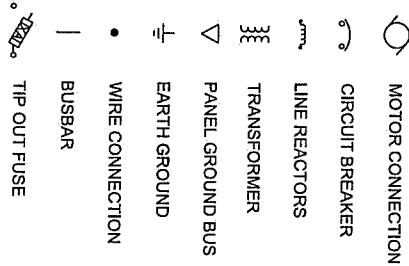 MOTOR CONNECTION
CIRCUIT BREAKER
LINE REACTORS
TRANSFORMER
PANEL GROUND BUS
EARTH GROUND
WIRE CONNECTION
BUSBAR
TIP OUT FUSE